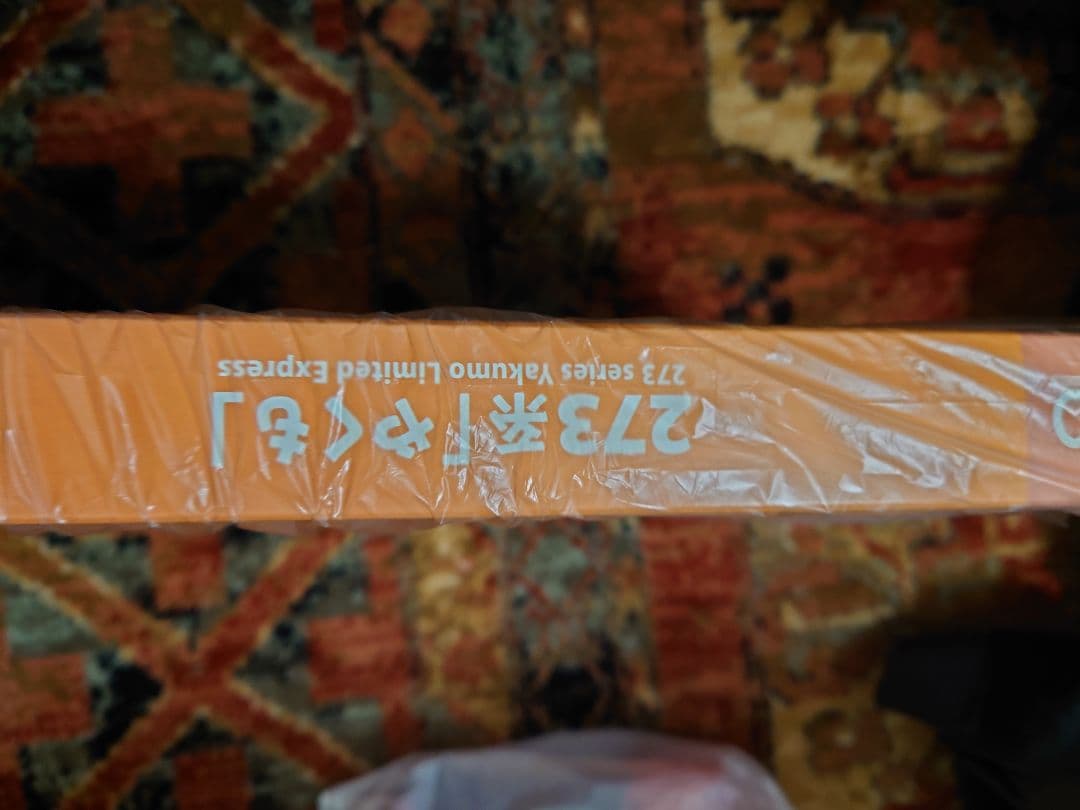 273系「やくも」
273 series Yakumo Limited Express